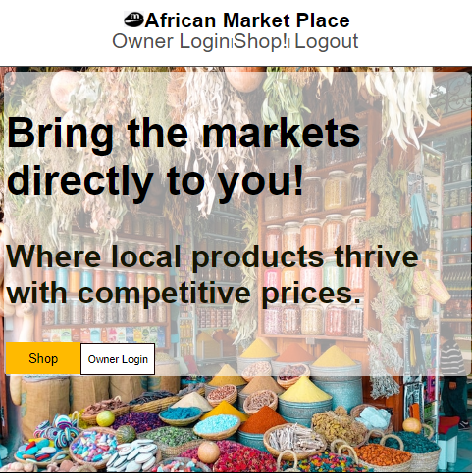 African Market Place
Owner Login Shop! Logout
Bring the markets
directly to you!
Where local products thrive
with competitive prices.
Shop
Owner Login